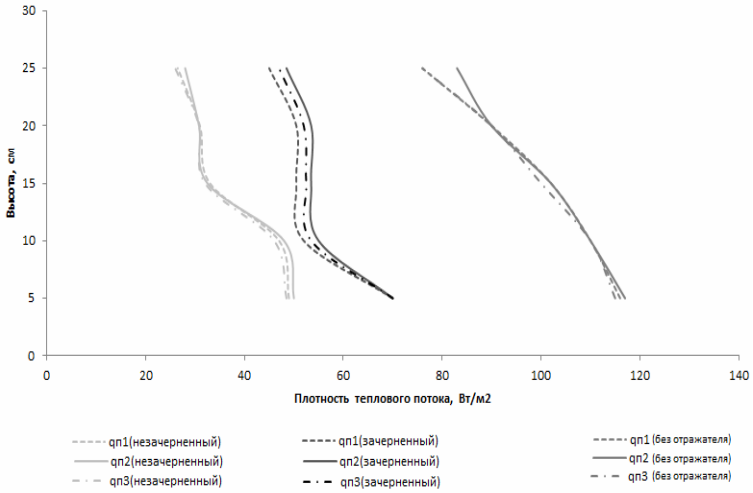 30
25
20
15
10
5
0
Высота, см
0 20 40 60 80 100 120 140
Плотность теплового потока, Вт/м2
qп1(незачерненный) qп1(зачерненный) qп1 (без отражателя)
qп2(незачерненный) qп2(зачерненный) qп2 (без отражателя)
qп3(незачерненный) qп3(зачерненный) qп3 (без отражателя)